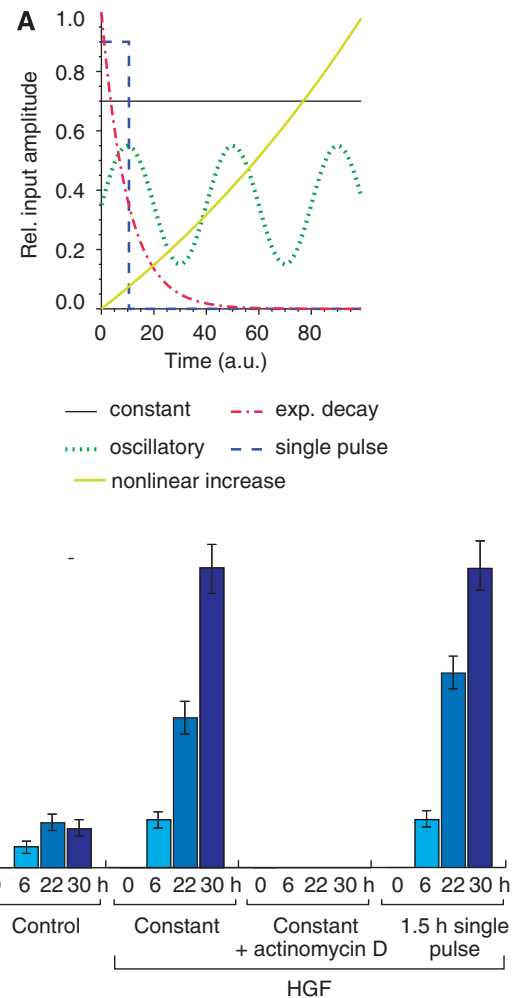 A
1.0
0.8
0.6
0.4
0.2
0.0
Rel. input amplitude
0 20 40 60 80
Time (a.u.)
constant exp. decay
oscillatory single pulse
nonlinear increase
-
6 22 30 h 0 6 22 30 h 0 6 22 30 h 0 6 22 30 h
Control Constant Constant + actinomycin D 1.5 h single pulse
HGF